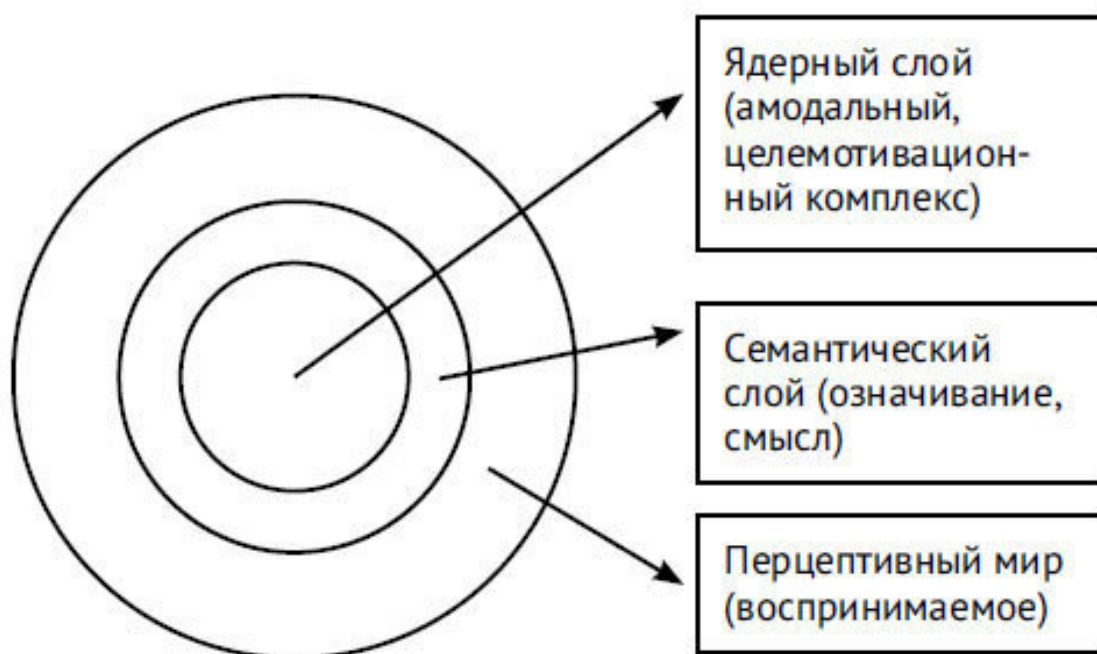 Ядерный слой
(амодальный,
целемотивацион-
ный комплекс)
Семантический
слой (означивание,
смысл)
Перцептивный мир
(воспринимаемое)